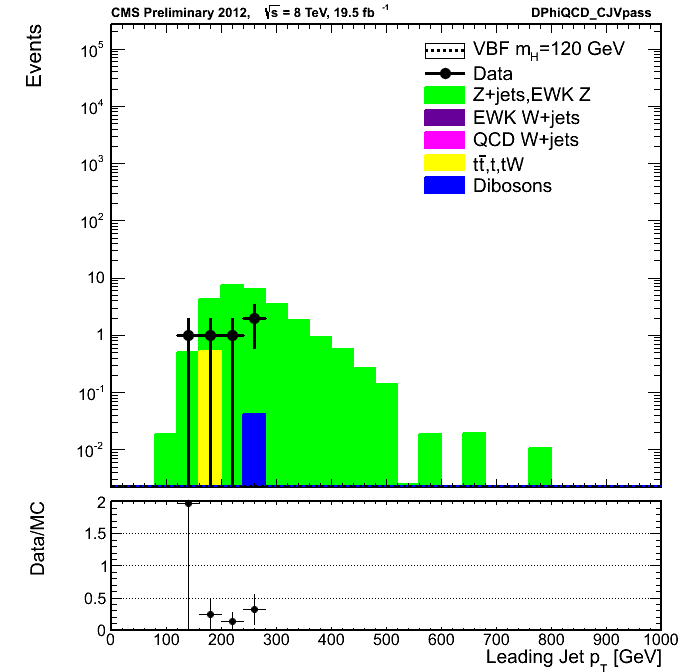 CMS Preliminary 2012, √s = 8 TeV, 19.5 fb⁻¹ DPhiQCD_CJVpass
Events
10⁵
10⁴
10³
10²
10
1
10⁻¹
10⁻²
VBF m_H=120 GeV
Data
Z+jets,EWK Z
EWK W+jets
QCD W+jets
tt̄,t,tW
Dibosons
Data/MC
2
1.5
1
0.5
0
0 100 200 300 400 500 600 700 800 900 1000
Leading Jet p_T [GeV]